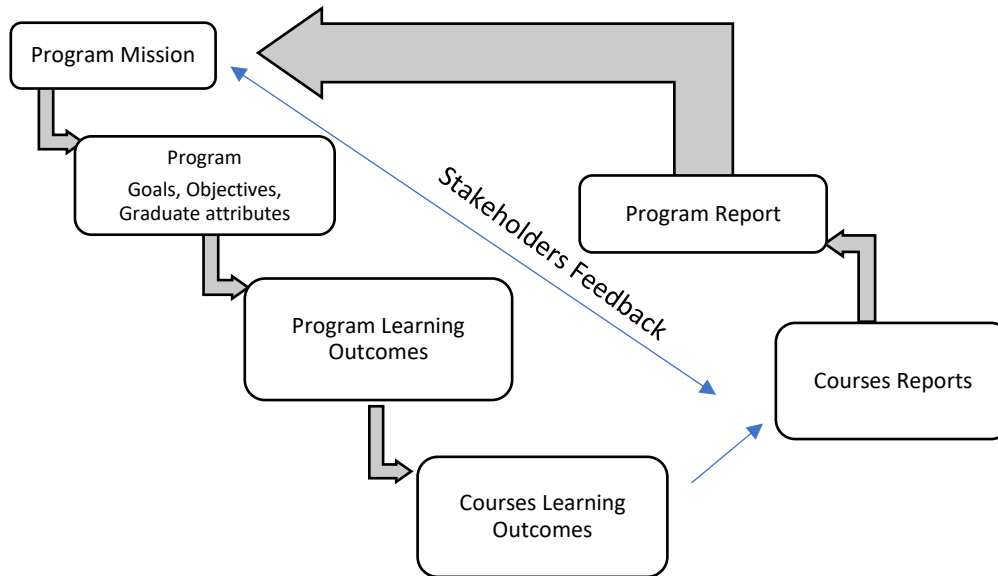 Program Mission
Program
Goals, Objectives,
Graduate attributes
Stakeholders Feedback
Program Report
Program Learning
Outcomes
Courses Reports
Courses Learning
Outcomes